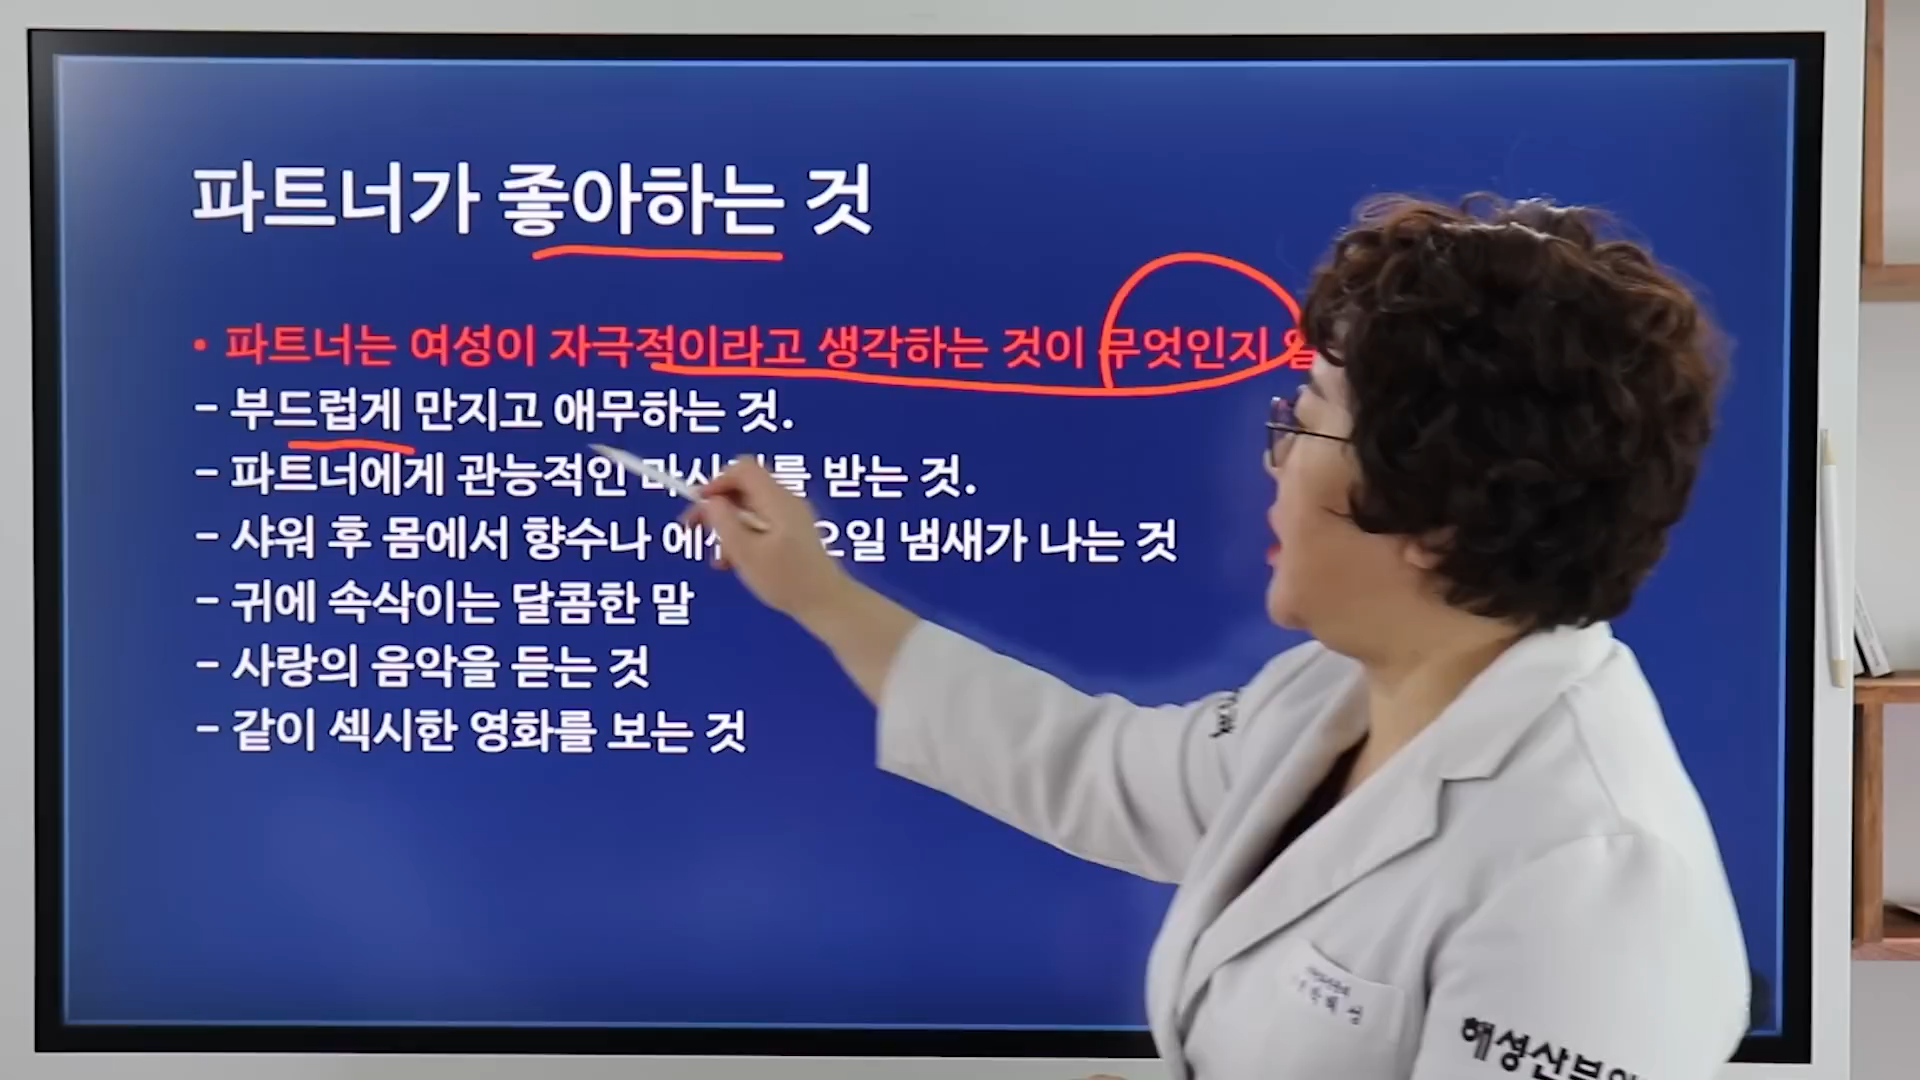 파트너가 좋아하는 것
• 파트너는 여성이 자극적이라고 생각하는 것이 무엇인지
- 부드럽게 만지고 애무하는 것.
- 파트너에게 관능적인 받는 것.
- 샤워 후 몸에서 향수나 냄새가 나는 것
- 귀에 속삭이는 달콤한 말
- 사랑의 음악을 듣는 것
- 같이 섹시한 영화를 보는 것
해성산부인